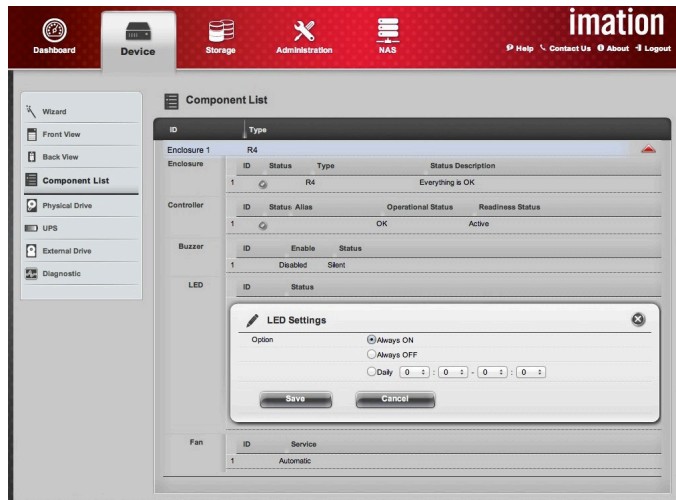 imation
Dashboard Device Storage Administration NAS
Help Contact Us About Logout
Wizard
Front View
Back View
Component List
Physical Drive
UPS
External Drive
Diagnostic
Component List
ID Type
Enclosure 1 R4
Enclosure ID Status Type Status Description
1 R4 Everything is OK
Controller ID Status Alias Operational Status Readiness Status
1 OK Active
Buzzer ID Enable Status
1 Disabled Silent
LED ID Status
LED Settings
Option Always ON
Always OFF
Daily 0 : 0 - 0 : 0
Save Cancel
Fan ID Service
1 Automatic